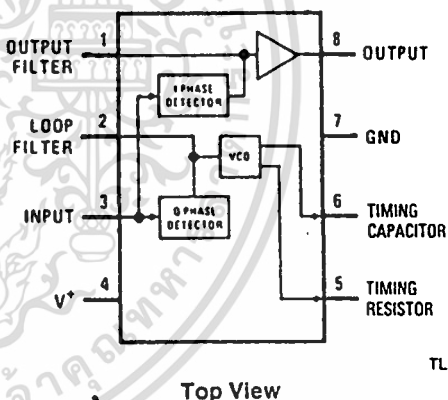 OUTPUT FILTER 1
8 OUTPUT
I PHASE DETECTOR
LOOP FILTER 2
7 GND
VCO
INPUT 3
Q PHASE DETECTOR
6 TIMING CAPACITOR
V+ 4
5 TIMING RESISTOR
TL
Top View